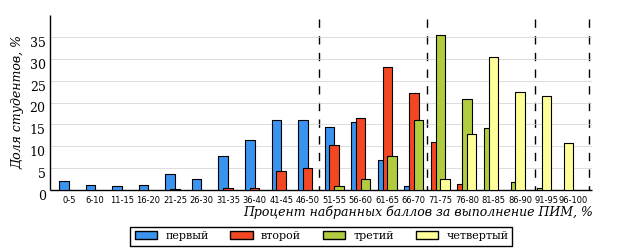 Доля студентов, %
35
30
25
20
15
10
5
0
0-5 6-10 11-15 16-20 21-25 26-30 31-35 36-40 41-45 46-50 51-55 56-60 61-65 66-70 71-75 76-80 81-85 86-90 91-95 96-100
Процент набранных баллов за выполнение ПИМ, %
первый второй третий четвертый